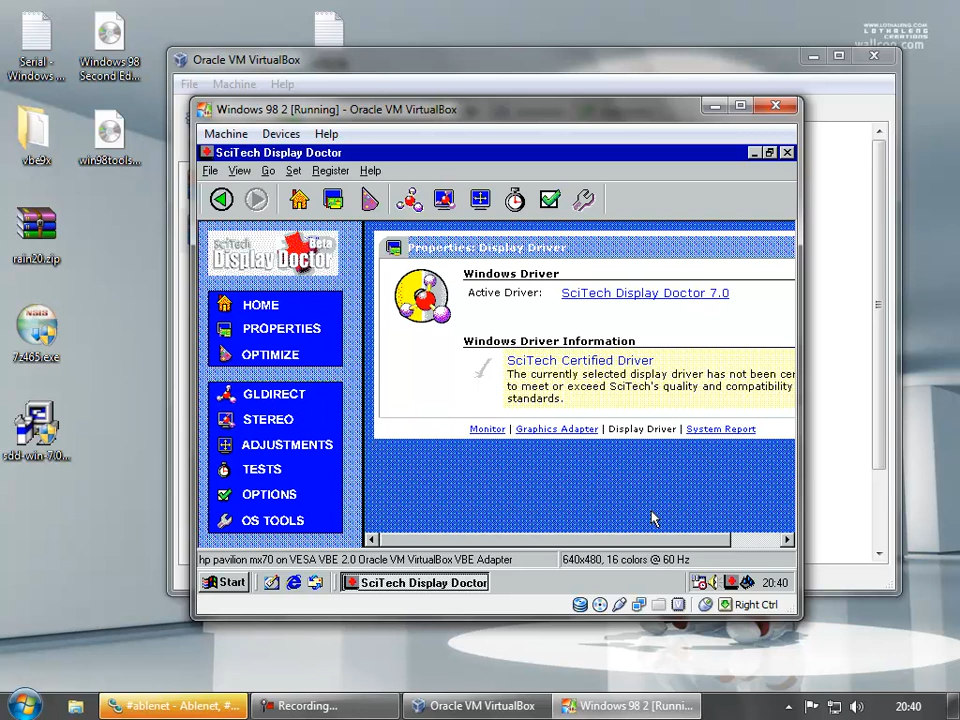 WWW.LOTHALENG.COM
LOTHALENG
CREATIONS
wallcoo.com
Serial -
Windows ...
Windows 98
Second Ed...
vbe9x
win98tools...
rain20.zip
7z465.exe
sdd-win-7.0...
Oracle VM VirtualBox
File Machine Help
Windows 98 2 [Running] - Oracle VM VirtualBox
Machine Devices Help
SciTech Display Doctor
File View Go Set Register Help
SciTech Beta
Display Doctor
HOME
PROPERTIES
OPTIMIZE
GLDIRECT
STEREO
ADJUSTMENTS
TESTS
OPTIONS
OS TOOLS
Properties: Display Driver
Windows Driver
Active Driver: SciTech Display Doctor 7.0
Windows Driver Information
SciTech Certified Driver
The currently selected display driver has not been cer
to meet or exceed SciTech's quality and compatibility
standards.
Monitor | Graphics Adapter | Display Driver | System Report
hp pavilion mx70 on VESA VBE 2.0 Oracle VM VirtualBox VBE Adapter 640x480, 16 colors @ 60 Hz
Start SciTech Display Doctor 20:40
Right Ctrl
#ablenet - Ablenet, #... Recording... Oracle VM VirtualBox Windows 98 2 [Runni... 20:40